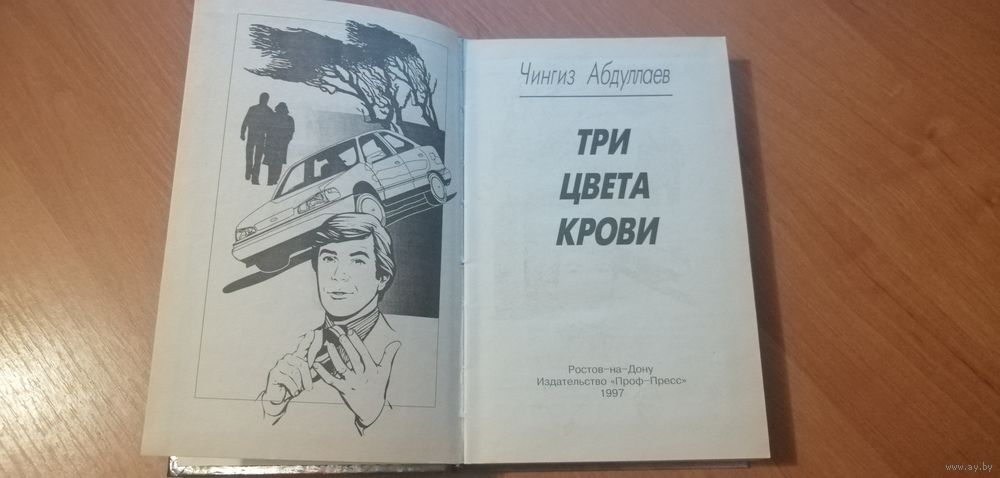 Чингиз Абдуллаев
ТРИ
ЦВЕТА
КРОВИ
Ростов-на-Дону
Издательство «Проф-Пресс»
1997
www.ay.by